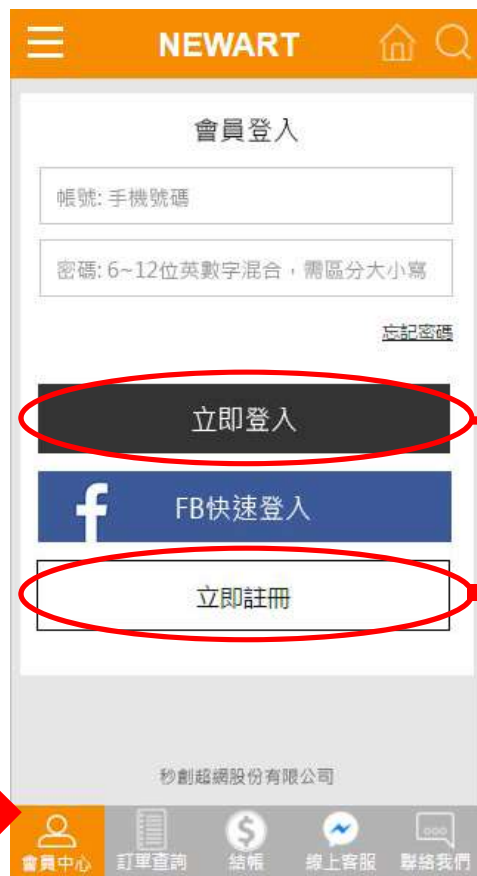 NEWART
會員登入
帳號: 手機號碼
密碼: 6~12位英數字混合，需區分大小寫
忘記密碼
立即登入
FB快速登入
立即註冊
秒創超網股份有限公司
會員中心 訂單查詢 結帳 線上客服 聯絡我們